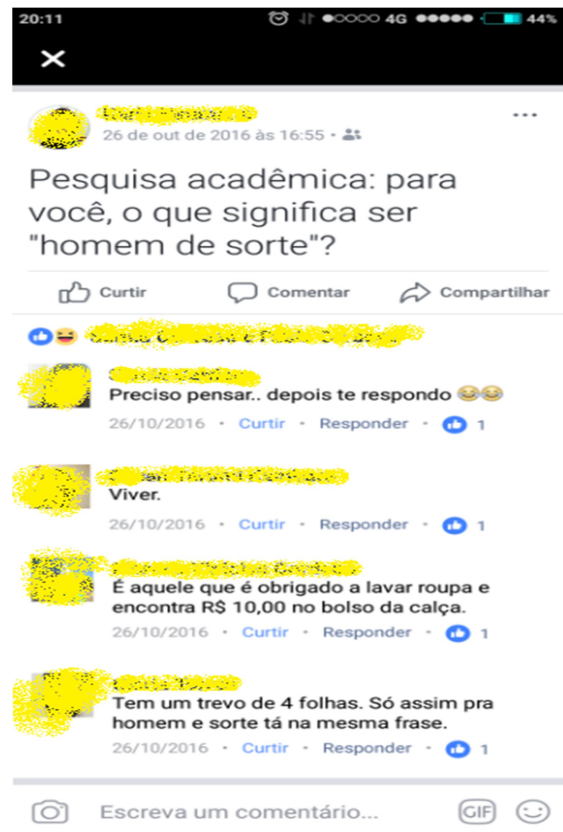 20:11 4G 44%
26 de out de 2016 às 16:55 ·
Pesquisa acadêmica: para
você, o que significa ser
"homem de sorte"?
Curtir Comentar Compartilhar
Preciso pensar.. depois te respondo 😂😂
26/10/2016 · Curtir · Responder · 1
Viver.
26/10/2016 · Curtir · Responder · 1
É aquele que é obrigado a lavar roupa e
encontra R$ 10,00 no bolso da calça.
26/10/2016 · Curtir · Responder · 1
Tem um trevo de 4 folhas. Só assim pra
homem e sorte tá na mesma frase.
26/10/2016 · Curtir · Responder · 1
Escreva um comentário... GIF